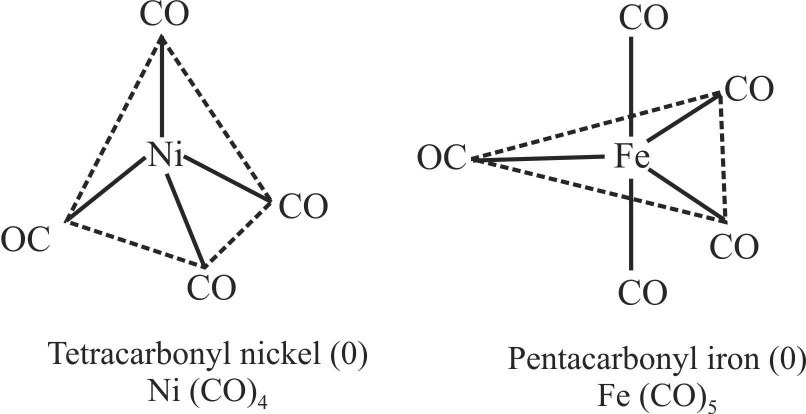 CO
Ni
OC
CO
CO
Tetracarbonyl nickel (0)
Ni (CO)₄
CO
CO
OC
Fe
CO
CO
Pentacarbonyl iron (0)
Fe (CO)₅